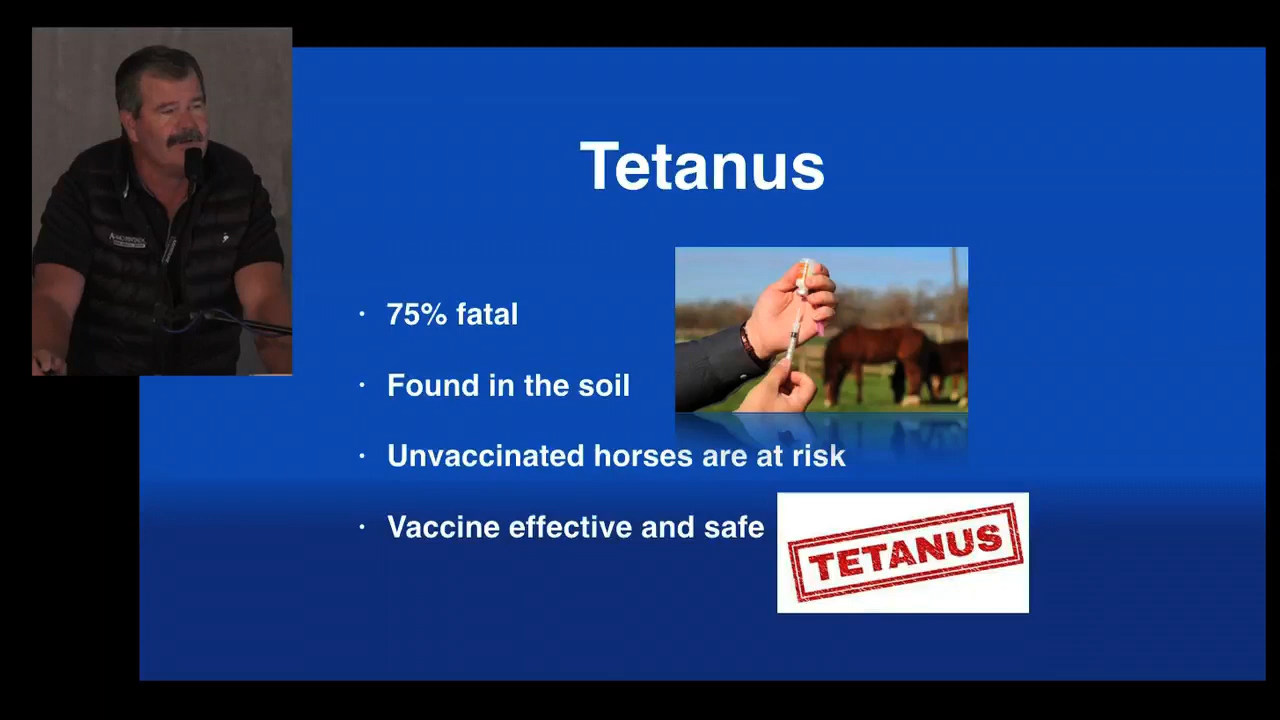 Tetanus
· 75% fatal
· Found in the soil
· Unvaccinated horses are at risk
· Vaccine effective and safe
TETANUS